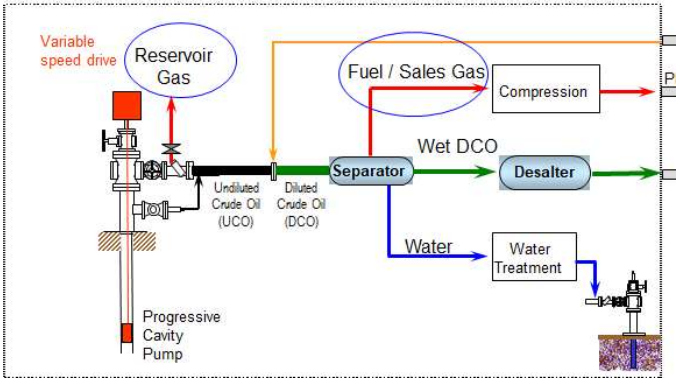 Variable
speed drive
Reservoir
Gas
Fuel / Sales Gas
Compression
Wet DCO
Separator
Desalter
Undiluted
Crude Oil
(UCO)
Diluted
Crude Oil
(DCO)
Water
Water
Treatment
Progressive
Cavity
Pump